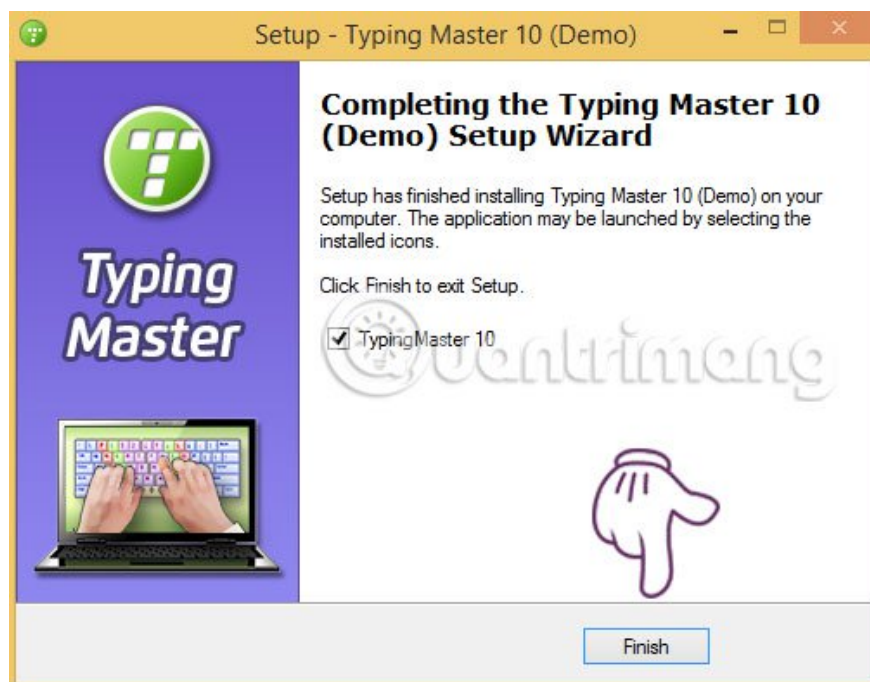 Setup - Typing Master 10 (Demo)
Completing the Typing Master 10
(Demo) Setup Wizard
Setup has finished installing Typing Master 10 (Demo) on your
computer. The application may be launched by selecting the
installed icons.
Click Finish to exit Setup.
TypingMaster 10
Quantrimang
Typing
Master
Finish